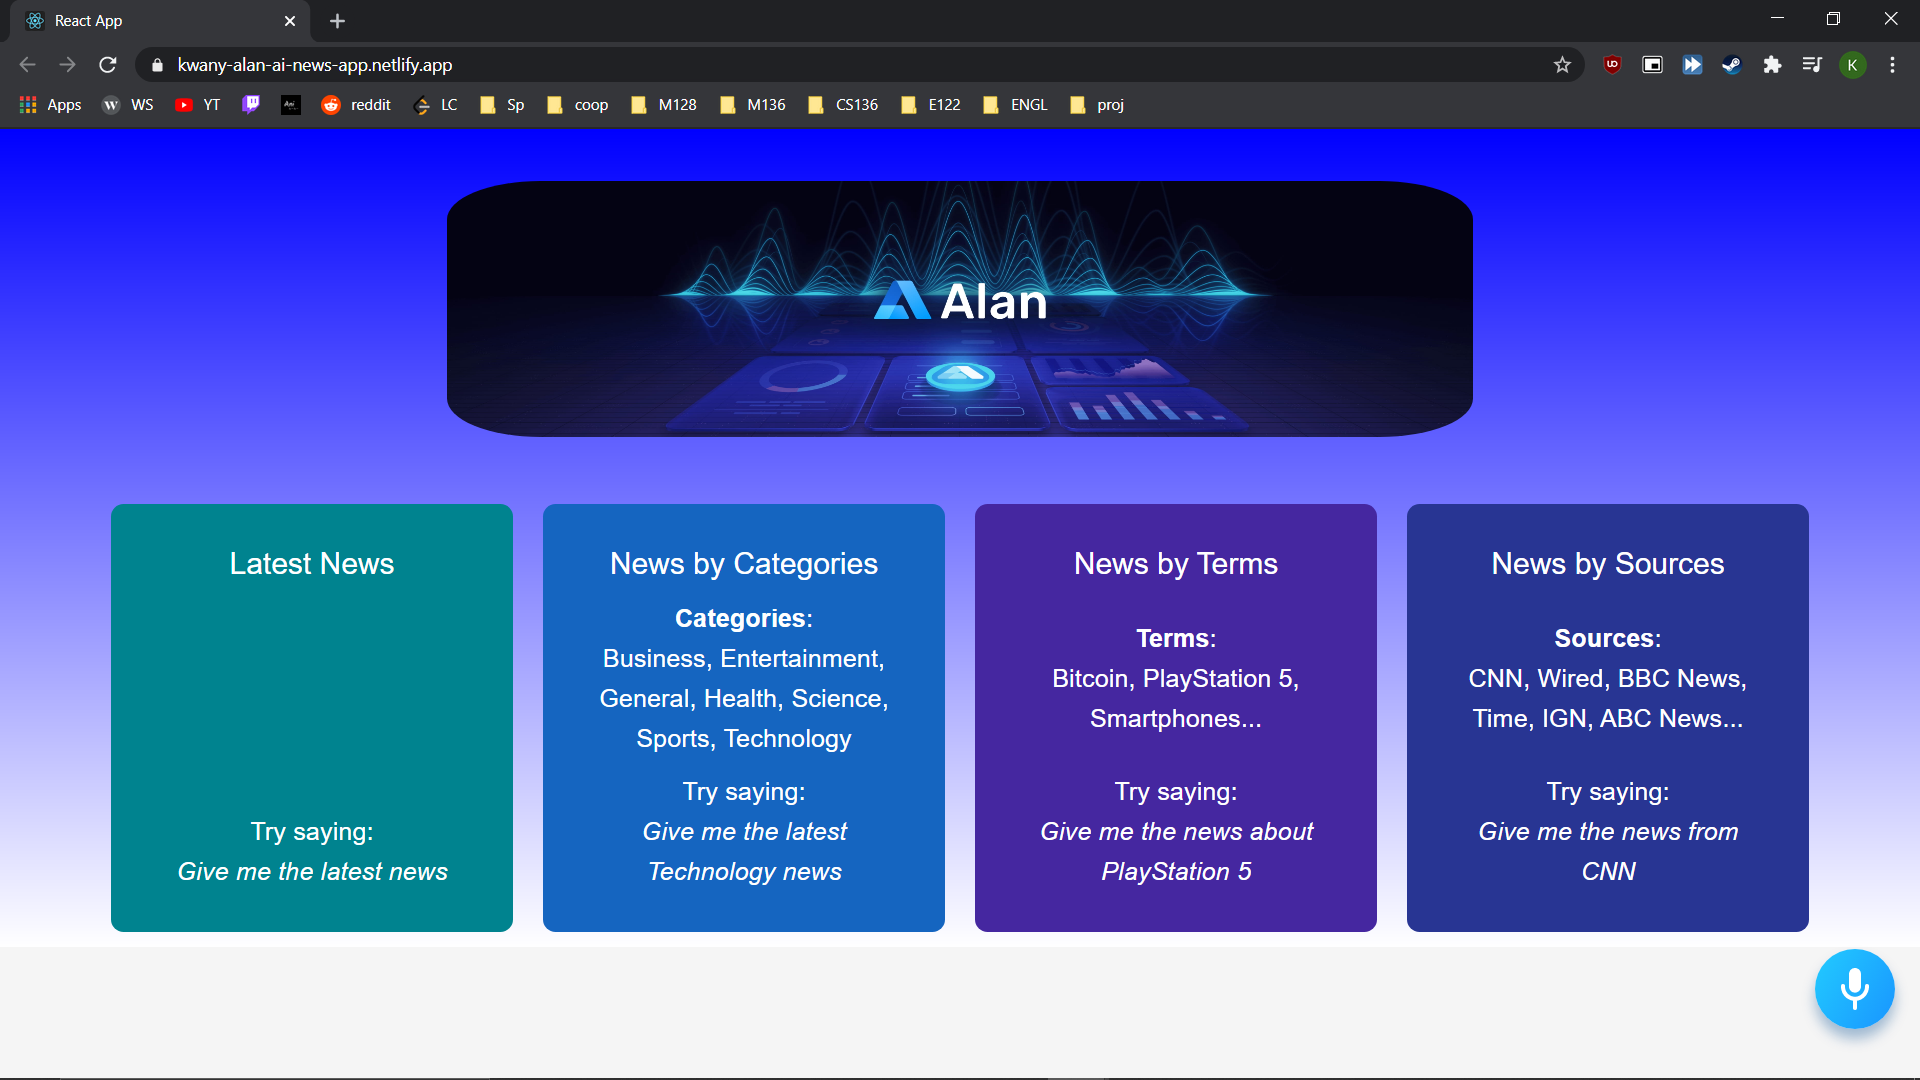 React App
kwany-alan-ai-news-app.netlify.app
K
Apps
WS
YT
reddit
LC
Sp
coop
M128
M136
CS136
E122
ENGL
proj
Alan
Latest News
Try saying:
Give me the latest news
News by Categories
Categories:
Business, Entertainment,
General, Health, Science,
Sports, Technology
Try saying:
Give me the latest
Technology news
News by Terms
Terms:
Bitcoin, PlayStation 5,
Smartphones...
Try saying:
Give me the news about
PlayStation 5
News by Sources
Sources:
CNN, Wired, BBC News,
Time, IGN, ABC News...
Try saying:
Give me the news from
CNN